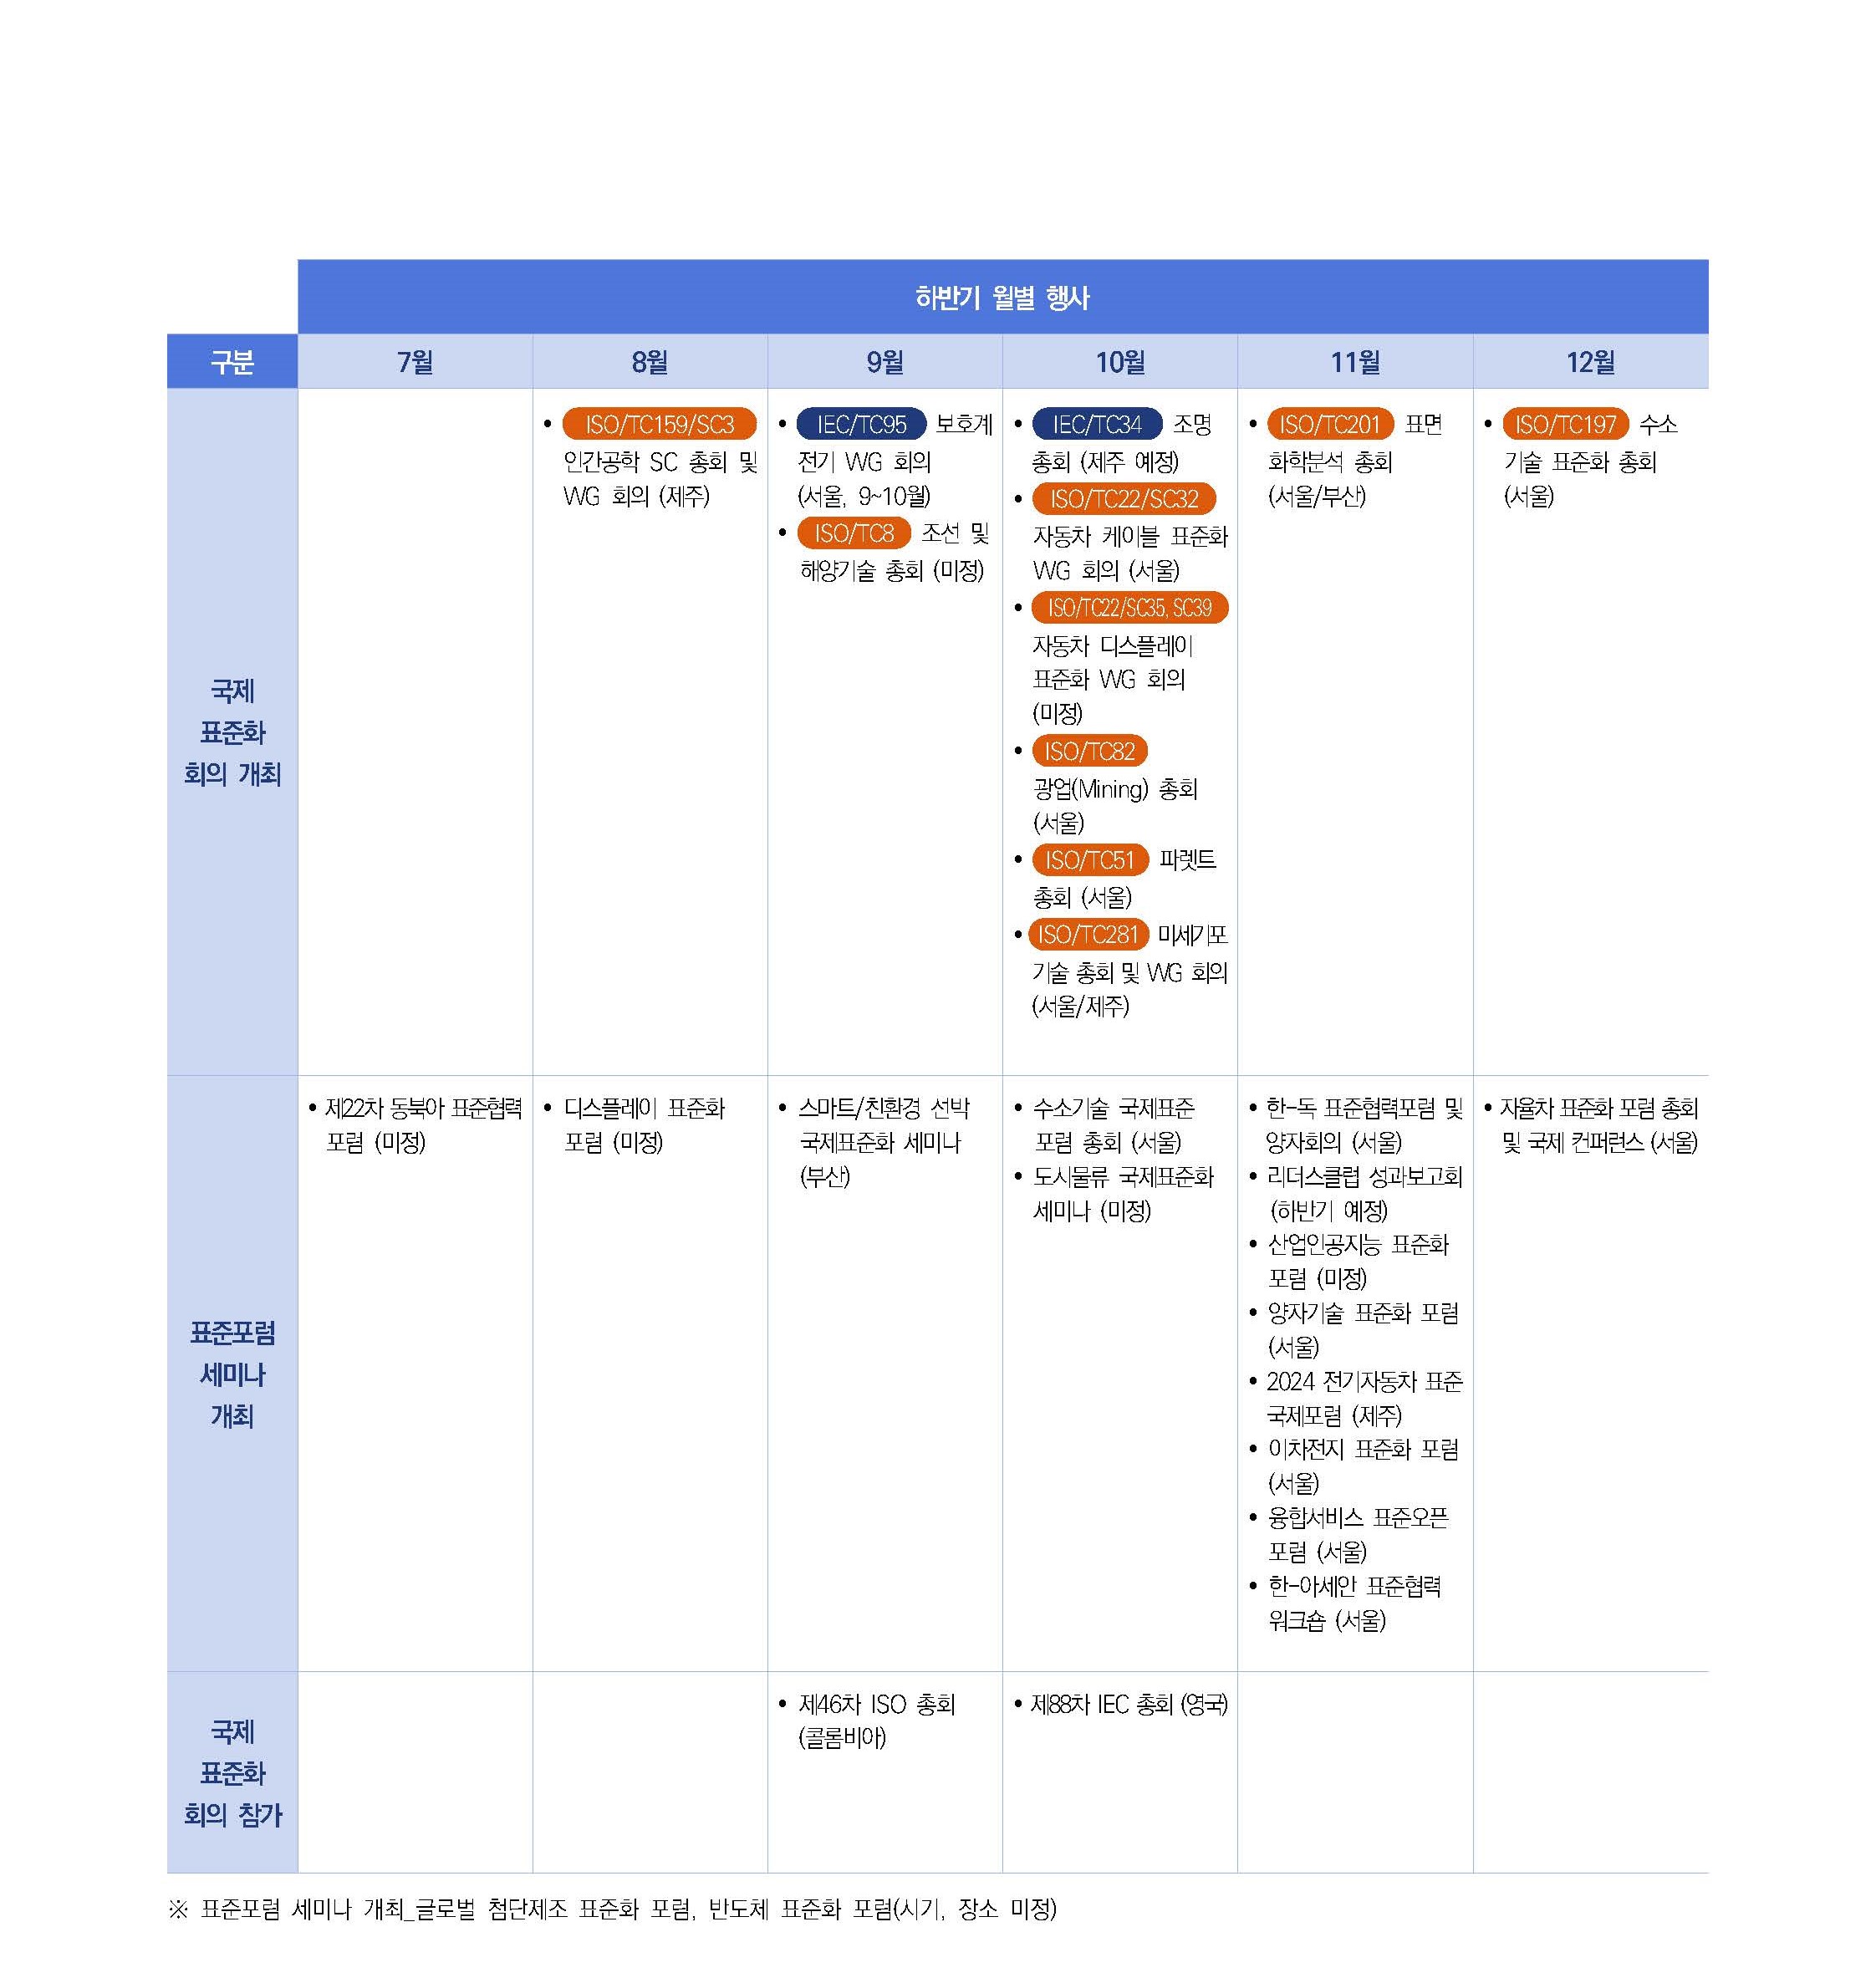 하반기 월별 행사
구분
7월
8월
9월
10월
11월
12월
국제
표준화
회의 개최
• ISO/TC159/SC3
인간공학 SC 총회 및
WG 회의 (제주)
• IEC/TC95 보호계
전기 WG 회의
(서울, 9~10월)
• ISO/TC8 조선 및
해양기술 총회 (미정)
• IEC/TC34 조명
총회 (제주 예정)
• ISO/TC22/SC32
자동차 케이블 표준화
WG 회의 (서울)
• ISO/TC22/SC35, SC39
자동차 디스플레이
표준화 WG 회의
(미정)
• ISO/TC82
광업(Mining) 총회
(서울)
• ISO/TC51 파렛트
총회 (서울)
• ISO/TC281 미세기포
기술 총회 및 WG 회의
(서울/제주)
• ISO/TC201 표면
화학분석 총회
(서울/부산)
• ISO/TC197 수소
기술 표준화 총회
(서울)
표준포럼
세미나
개최
• 제22차 동북아 표준협력
포럼 (미정)
• 디스플레이 표준화
포럼 (미정)
• 스마트/친환경 선박
국제표준화 세미나
(부산)
• 수소기술 국제표준
포럼 총회 (서울)
• 도시물류 국제표준화
세미나 (미정)
• 한-독 표준협력포럼 및
양자회의 (서울)
• 리더스클럽 성과보고회
(하반기 예정)
• 산업인공지능 표준화
포럼 (미정)
• 양자기술 표준화 포럼
(서울)
• 2024 전기자동차 표준
국제포럼 (제주)
• 이차전지 표준화 포럼
(서울)
• 융합서비스 표준오픈
포럼 (서울)
• 한-아세안 표준협력
워크숍 (서울)
• 자율차 표준화 포럼 총회
및 국제 컨퍼런스 (서울)
국제
표준화
회의 참가
• 제46차 ISO 총회
(콜롬비아)
• 제88차 IEC 총회 (영국)
※ 표준포럼 세미나 개최_글로벌 첨단제조 표준화 포럼, 반도체 표준화 포럼(시기, 장소 미정)